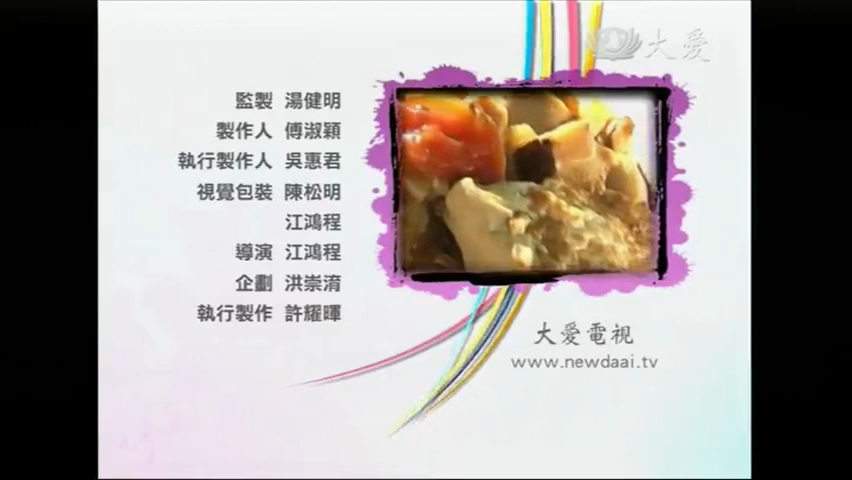 大愛
監製 湯健明
製作人 傅淑穎
執行製作人 吳惠君
視覺包裝 陳松明
江鴻程
導演 江鴻程
企劃 洪崇淯
執行製作 許耀暉
大愛電視
www.newdaai.tv